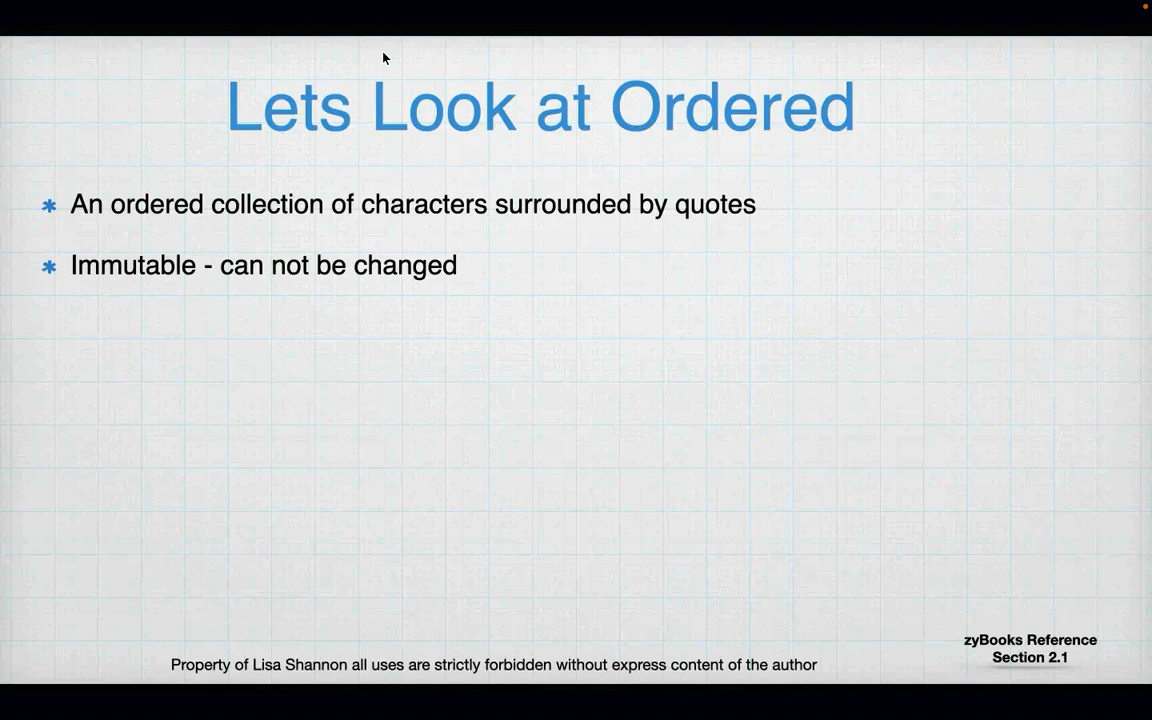 Lets Look at Ordered
* An ordered collection of characters surrounded by quotes
* Immutable - can not be changed
zyBooks Reference
Section 2.1
Property of Lisa Shannon all uses are strictly forbidden without express content of the author